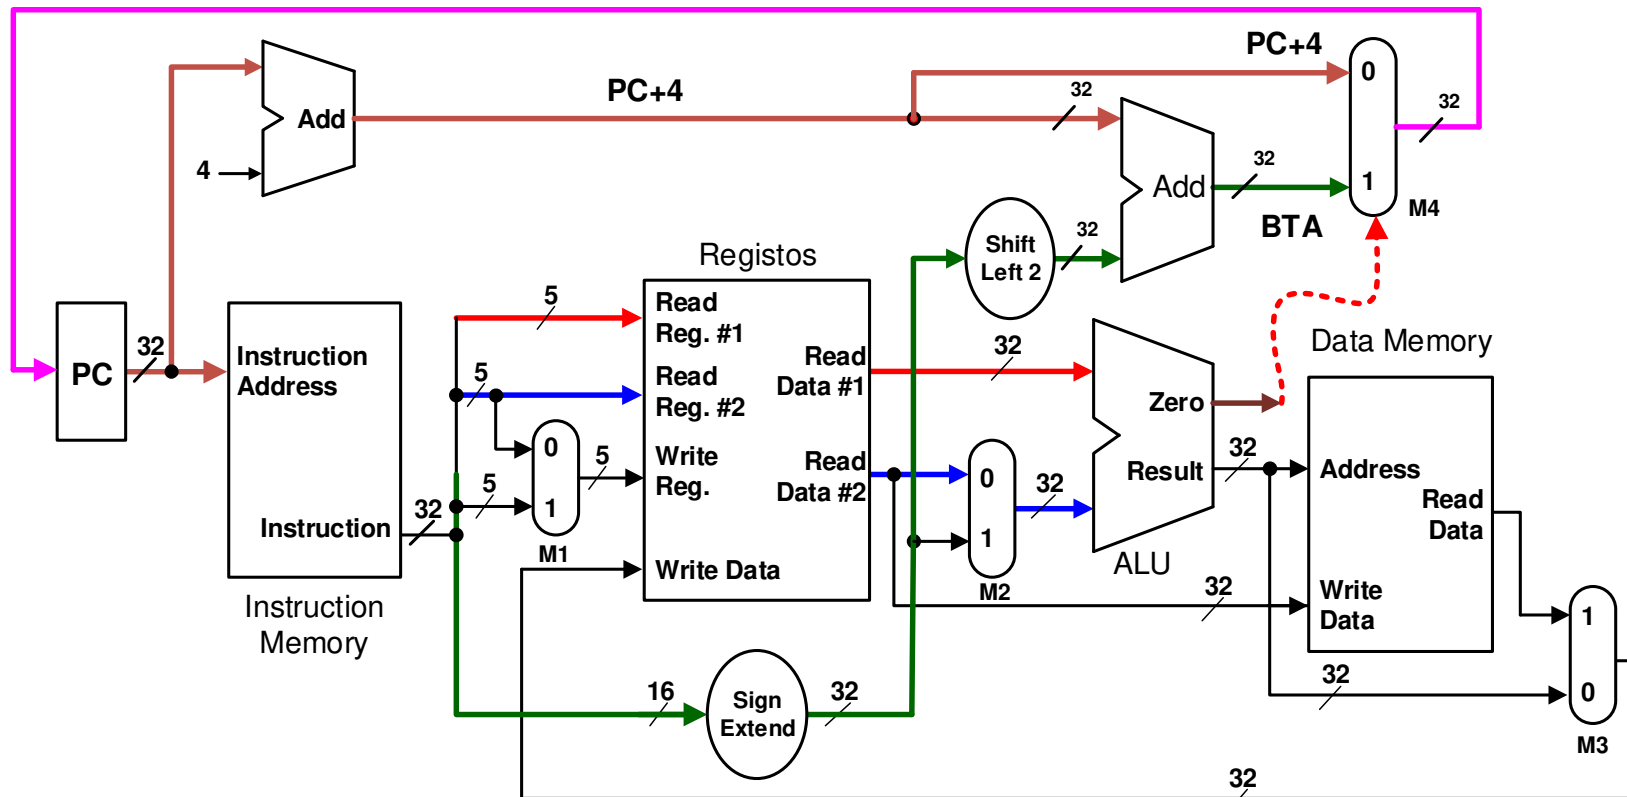 PC+4
0
32
PC+4
32
Add
32
4
Add
1
M4
BTA
Shift
Left 2
32
Registos
5
Read
Reg. #1
32
PC
32
Instruction
Address
Read
Data #1
Data Memory
5
Read
Reg. #2
Zero
0
5
Write
Reg.
Read
Data #2
0
32
Result
32
Address
5
1
M1
Read
Data
Instruction
32
1
M2
ALU
Write Data
32
Write
Data
Instruction
Memory
1
16
Sign
Extend
32
32
0
M3
32